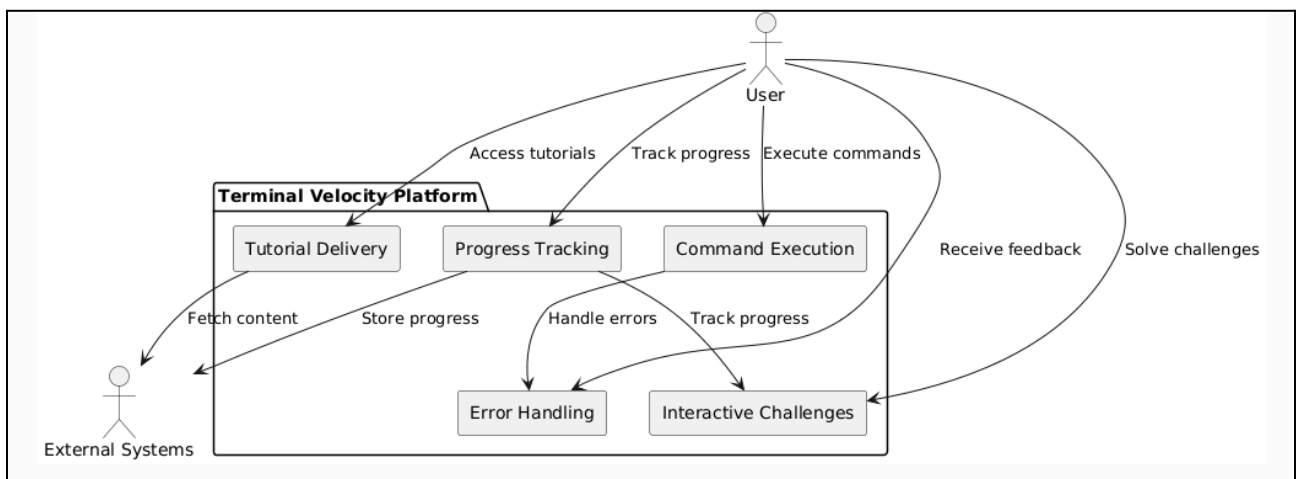 User
Access tutorials
Track progress
Execute commands
Terminal Velocity Platform
Tutorial Delivery
Progress Tracking
Command Execution
Receive feedback
Solve challenges
Fetch content
Store progress
Handle errors
Track progress
Error Handling
Interactive Challenges
External Systems